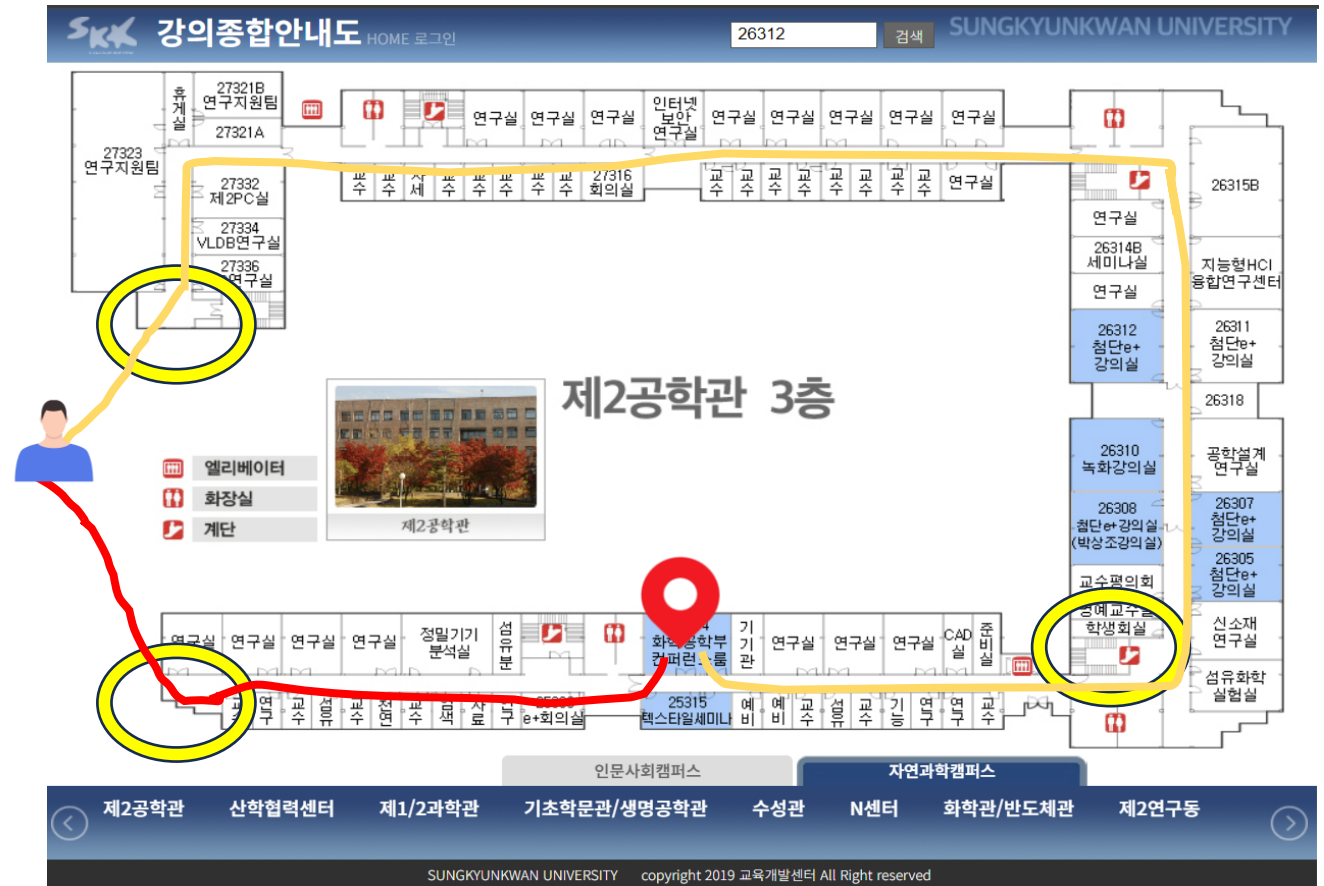 SKK 강의종합안내도 HOME 로그인
26312 검색
SUNGKYUNKWAN UNIVERSITY
휴게실
27321B
연구지원팀
27321A
27323
연구지원팀
27332
제2PC실
27334
VLDB연구실
27336
연구실
연구실 연구실 연구실
인터넷
보안
연구실
연구실 연구실 연구실 연구실 연구실
교수 교수 세 교수 교수 교수 교수 교수
27316
회의실
교수 교수 교수 교수 교수 교수 교수 연구실
26315B
연구실
26314B
세미나실
연구실
지능형HCI
융합연구센터
26312
첨단e+
강의실
26311
첨단e+
강의실
26318
26310
녹화강의실
공학설계
연구실
26308
첨단e+강의실
(박상조강의실)
26307
첨단e+
강의실
26305
첨단e+
강의실
교수평의회
명예교수실
학생회실
신소재
연구실
섬유화학
실험실
제2공학관 3층
엘리베이터
화장실
계단
제2공학관
연구실 연구실 연구실 연구실
정밀기기
분석실
섬유분
화학공학부
컨퍼런스룸
기기관
연구실 연구실 연구실
CAD
실
준비실
연구 교수 섬유 교수 교수 자료 연구
e+회의실
25315
텍스타일세미나
예비 예비 교수 섬유 교수 기능 연구 연구 교수
인문사회캠퍼스 자연과학캠퍼스
제2공학관 산학협력센터 제1/2과학관 기초학문관/생명공학관 수성관 N센터 화학관/반도체관 제2연구동
SUNGKYUNKWAN UNIVERSITY copyright 2019 교육개발센터 All Right reserved